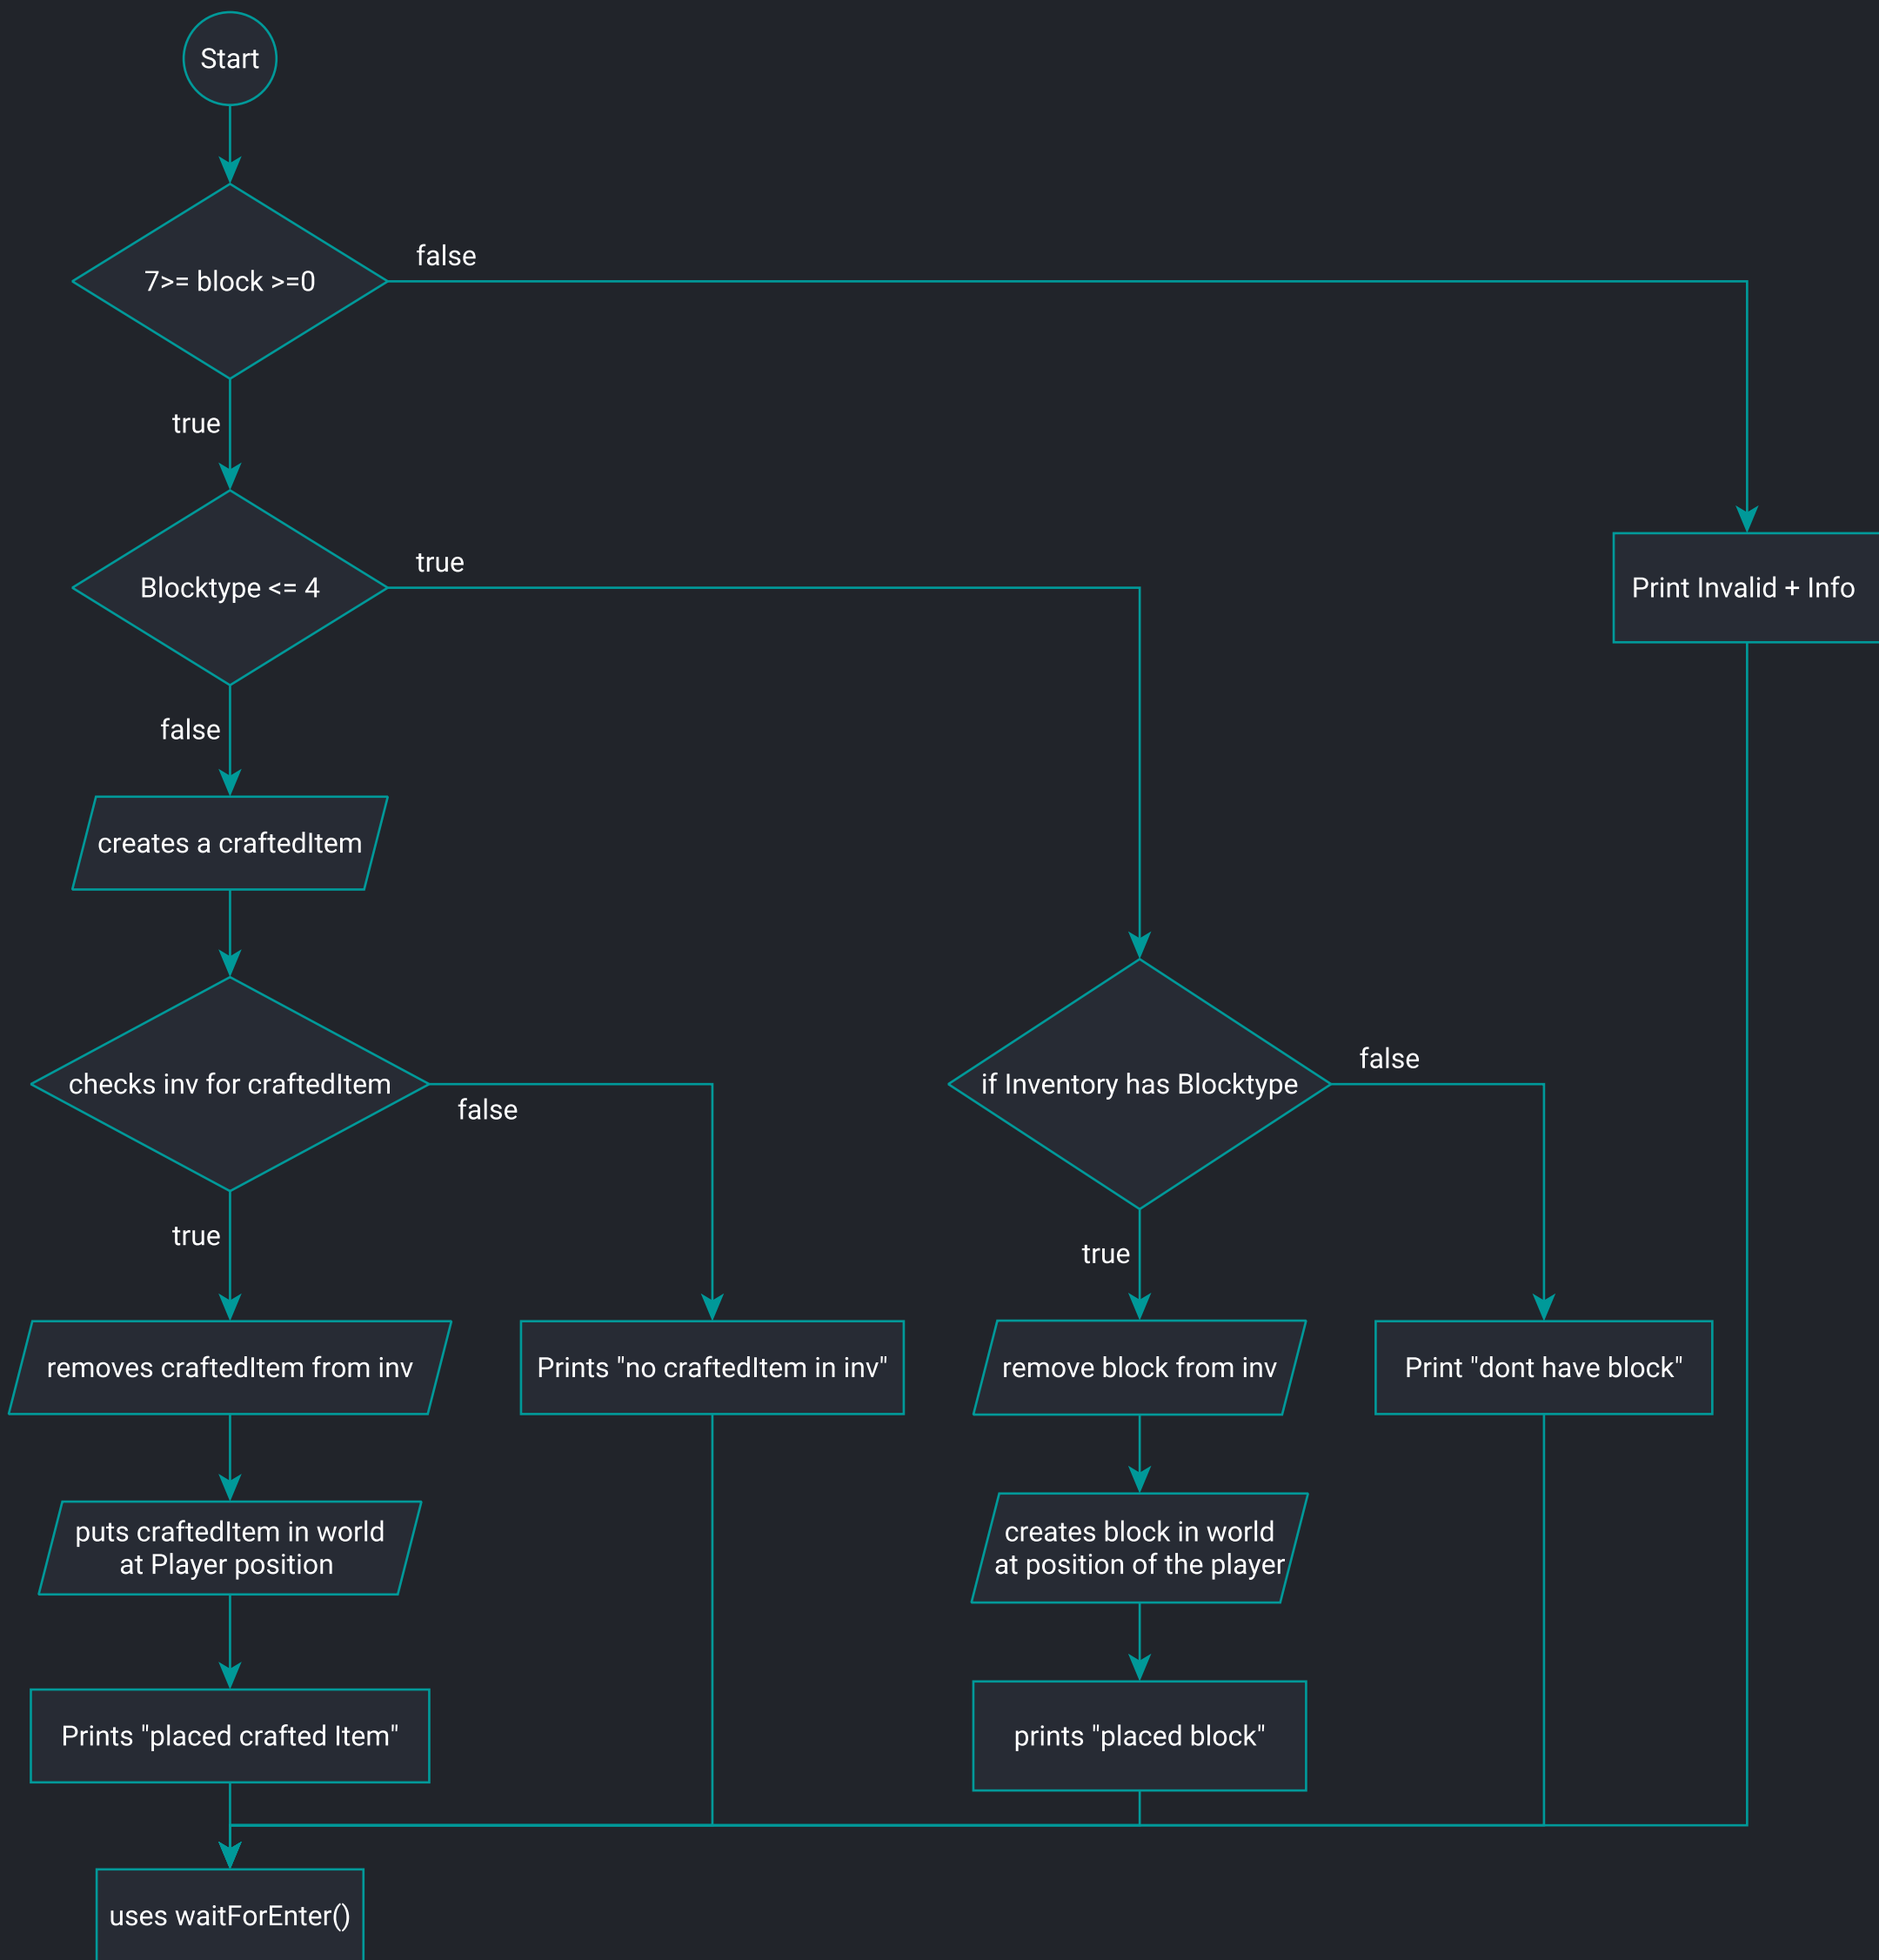 Start
7>= block >=0
false
true
Blocktype <= 4
true
Print Invalid + Info
false
creates a craftedItem
checks inv for craftedItem
false
if Inventory has Blocktype
false
true
true
removes craftedItem from inv
Prints "no craftedItem in inv"
remove block from inv
Print "dont have block"
puts craftedItem in world
at Player position
creates block in world
at position of the player
Prints "placed crafted Item"
prints "placed block"
uses waitForEnter()